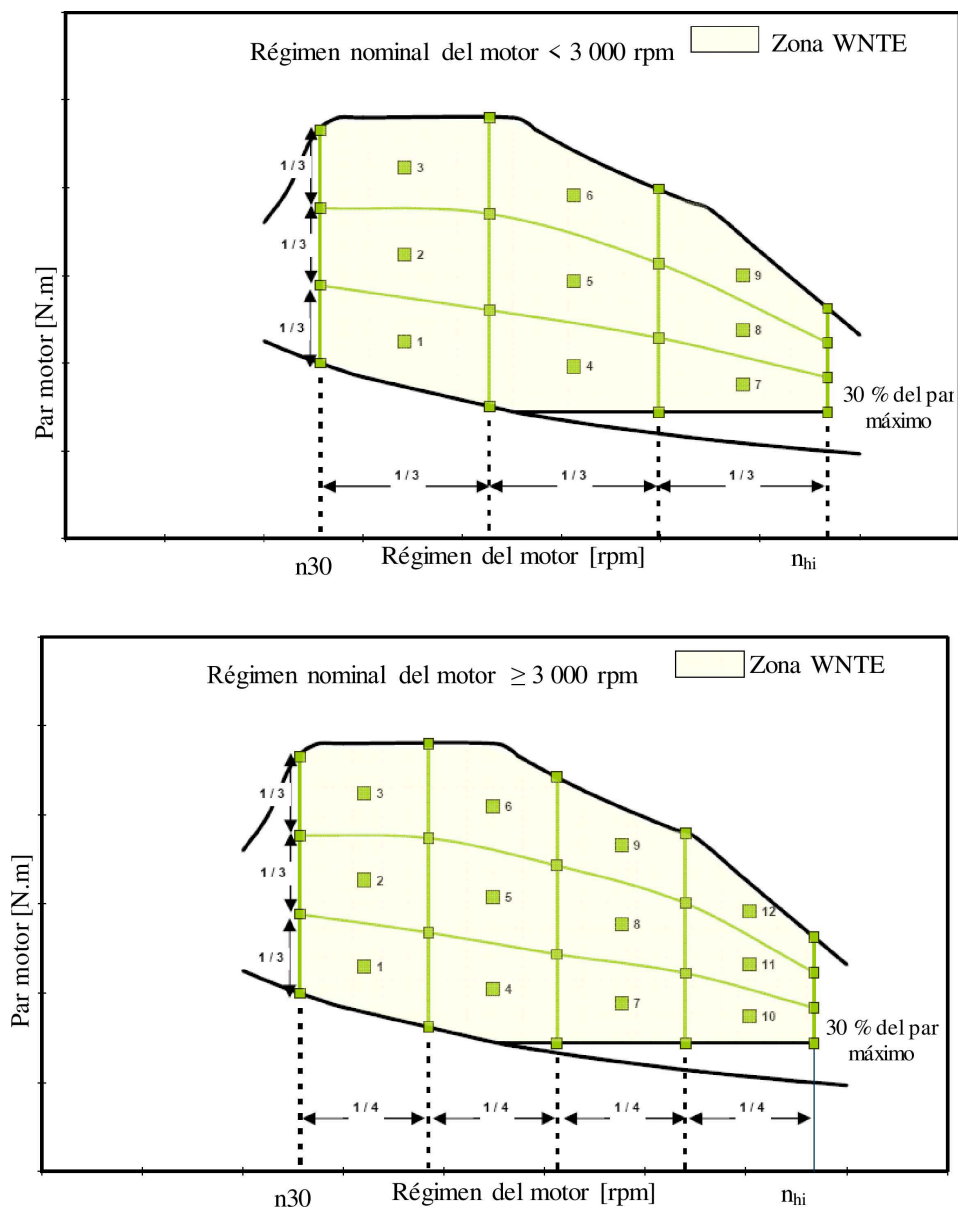 Régimen nominal del motor < 3 000 rpm
Zona WNTE
Par motor [N.m]
1 / 3
1 / 3
1 / 3
3
6
2
5
9
8
1
4
7
30 % del par
máximo
1 / 3
1 / 3
1 / 3
n30
Régimen del motor [rpm]
nhi
Régimen nominal del motor ≥ 3 000 rpm
Zona WNTE
Par motor [N.m]
1 / 3
1 / 3
1 / 3
3
6
9
12
2
5
8
11
1
4
7
10
30 % del par
máximo
1 / 4
1 / 4
1 / 4
1 / 4
n30
Régimen del motor [rpm]
nhi